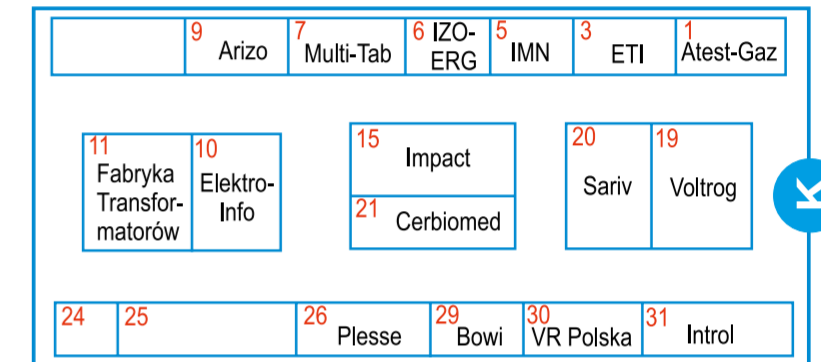 9
Arizo
7
Multi-Tab
6 IZO-
ERG
5
IMN
3
ETI
1
Atest-Gaz
11
Fabryka
Transfor-
matorów
10
Elektro-
Info
15
Impact
21
Cerbiomed
20
Sariv
19
Voltrog
K
24
25
26
Plesse
29
Bowi
30
VR Polska
31
Introl